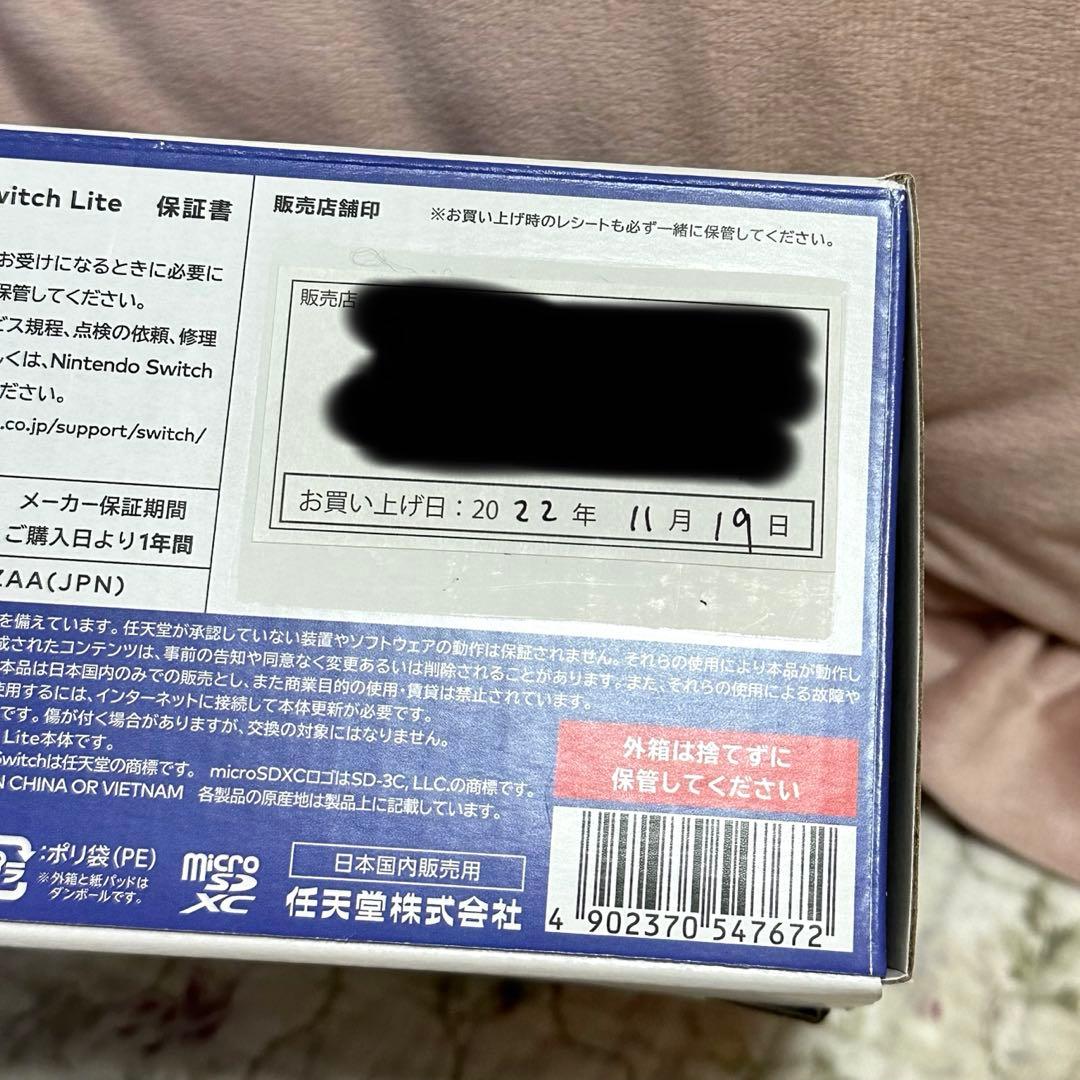 witch Lite 保証書
お受けになるときに必要に
保管してください。
ビス規程、点検の依頼、修理
くは、Nintendo Switch
ださい。
.co.jp/support/switch/
メーカー保証期間
ご購入日より1年間
ZAA(JPN)
販売店舗印
※お買い上げ時のレシートも必ず一緒に保管してください。
販売店
お買い上げ日:2022年11月19日
を備えています。任天堂が承認していない装置やソフトウェアの動作は保証されません。それらの使用により本品が動作し
成されたコンテンツは、事前の告知や同意なく変更あるいは削除されることがあります。また、それらの使用による故障や
本品は日本国内のみでの販売とし、また商業目的の使用・賃貸は禁止されています。
使用するには、インターネットに接続して本体更新が必要です。
です。傷が付く場合がありますが、交換の対象にはなりません。
Lite本体です。
Switchは任天堂の商標です。 microSDXCロゴはSD-3C, LLC.の商標です。
N CHINA OR VIETNAM 各製品の原産地は製品上に記載しています。
外箱は捨てずに
保管してください
:ポリ袋(PE)
※外箱と紙パッドは
ダンボールです。
micro
SD
XC
日本国内販売用
任天堂株式会社
4 902370 547672